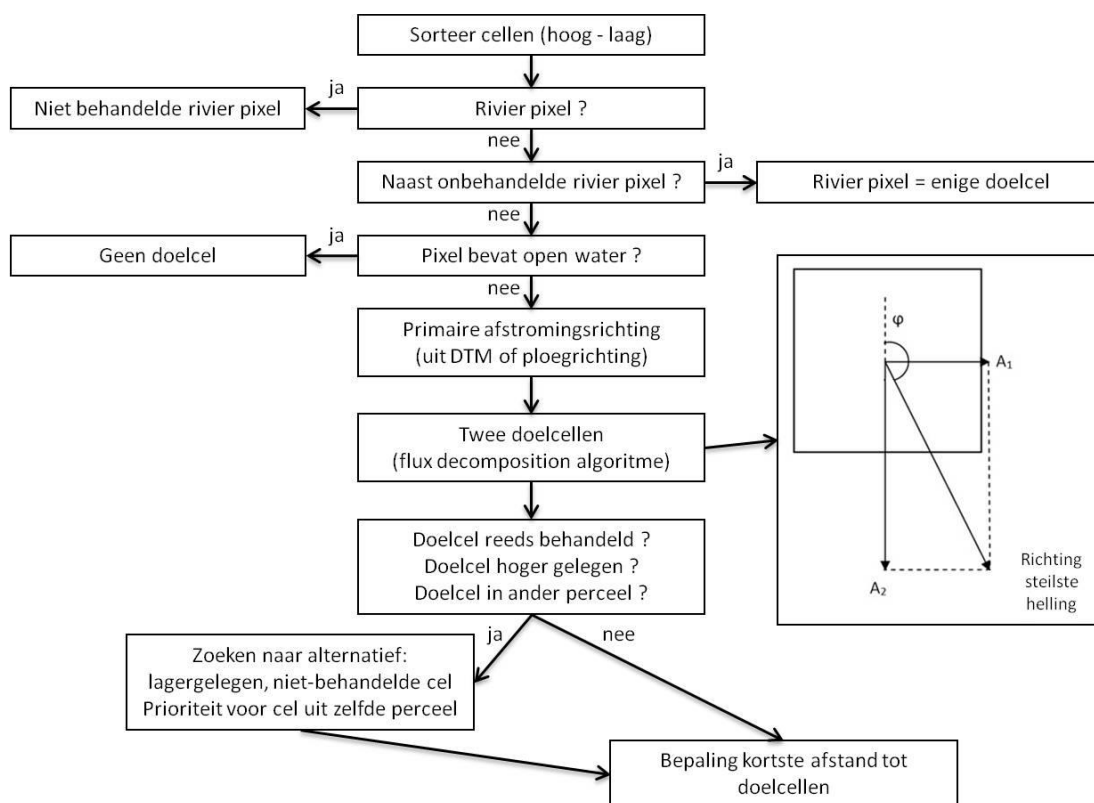 Sorteer cellen (hoog - laag)
ja
Niet behandelde rivier pixel
Rivier pixel ?
nee
ja
Naast onbehandelde rivier pixel ?
Rivier pixel = enige doelcel
nee
ja
Geen doelcel
Pixel bevat open water ?
nee
Primaire afstromingsrichting
(uit DTM of ploegrichting)
Twee doelcellen
(flux decomposition algoritme)
φ
A₁
A₂
Richting
steilste
helling
Doelcel reeds behandeld ?
Doelcel hoger gelegen ?
Doelcel in ander perceel ?
ja
nee
Zoeken naar alternatief:
lagergelegen, niet-behandelde cel
Prioriteit voor cel uit zelfde perceel
Bepaling kortste afstand tot
doelcellen